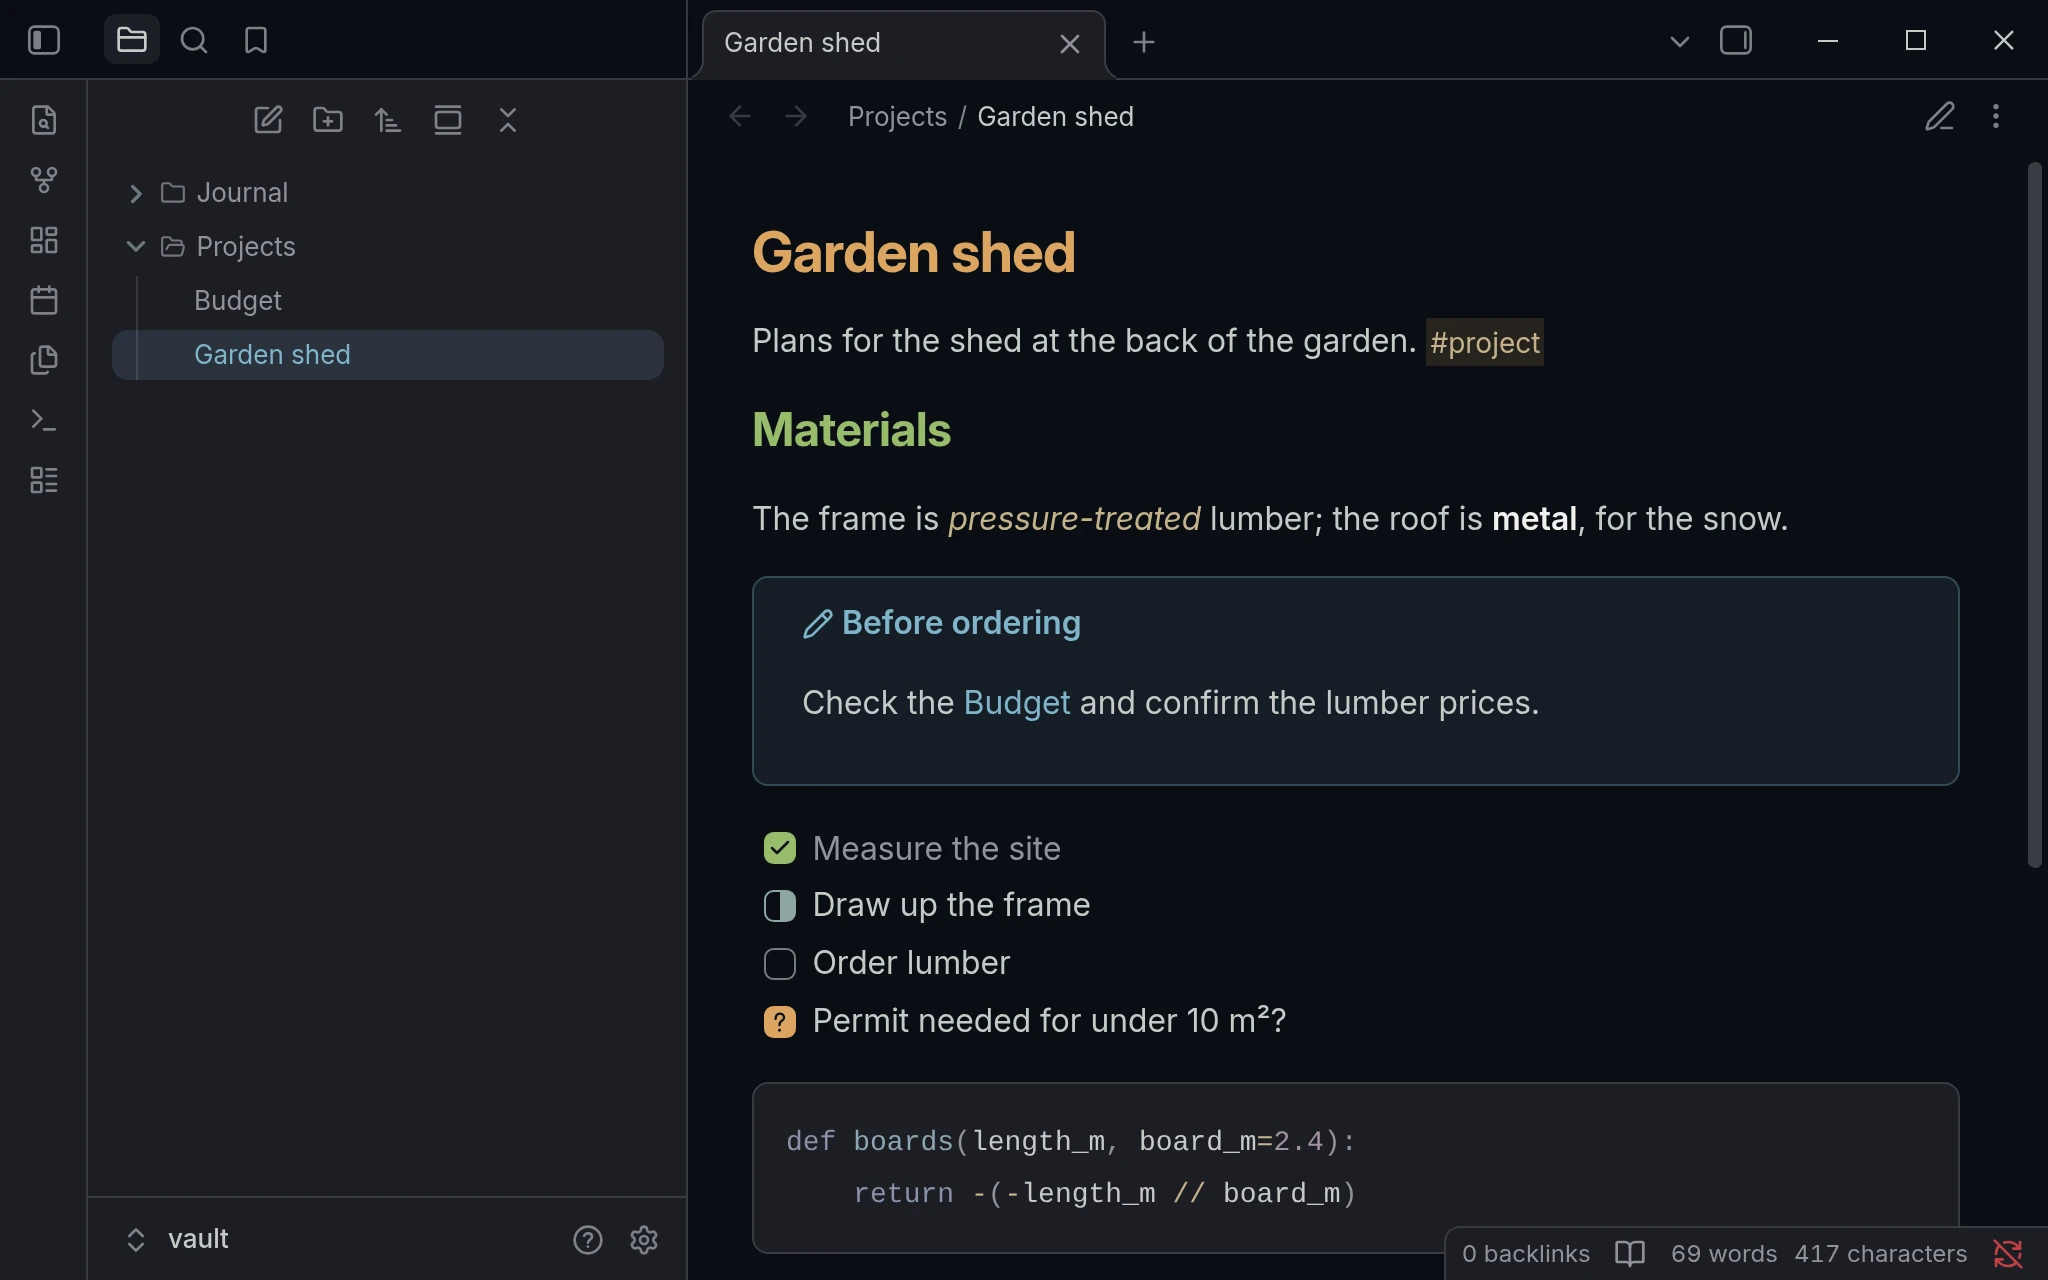 Garden shed
Projects / Garden shed
Journal
Projects
Budget
Garden shed
Garden shed
Plans for the shed at the back of the garden. #project
Materials
The frame is pressure-treated lumber; the roof is metal, for the snow.
Before ordering
Check the Budget and confirm the lumber prices.
Measure the site
Draw up the frame
Order lumber
Permit needed for under 10 m²?
def boards(length_m, board_m=2.4):
    return -(-length_m // board_m)
vault
0 backlinks 69 words 417 characters